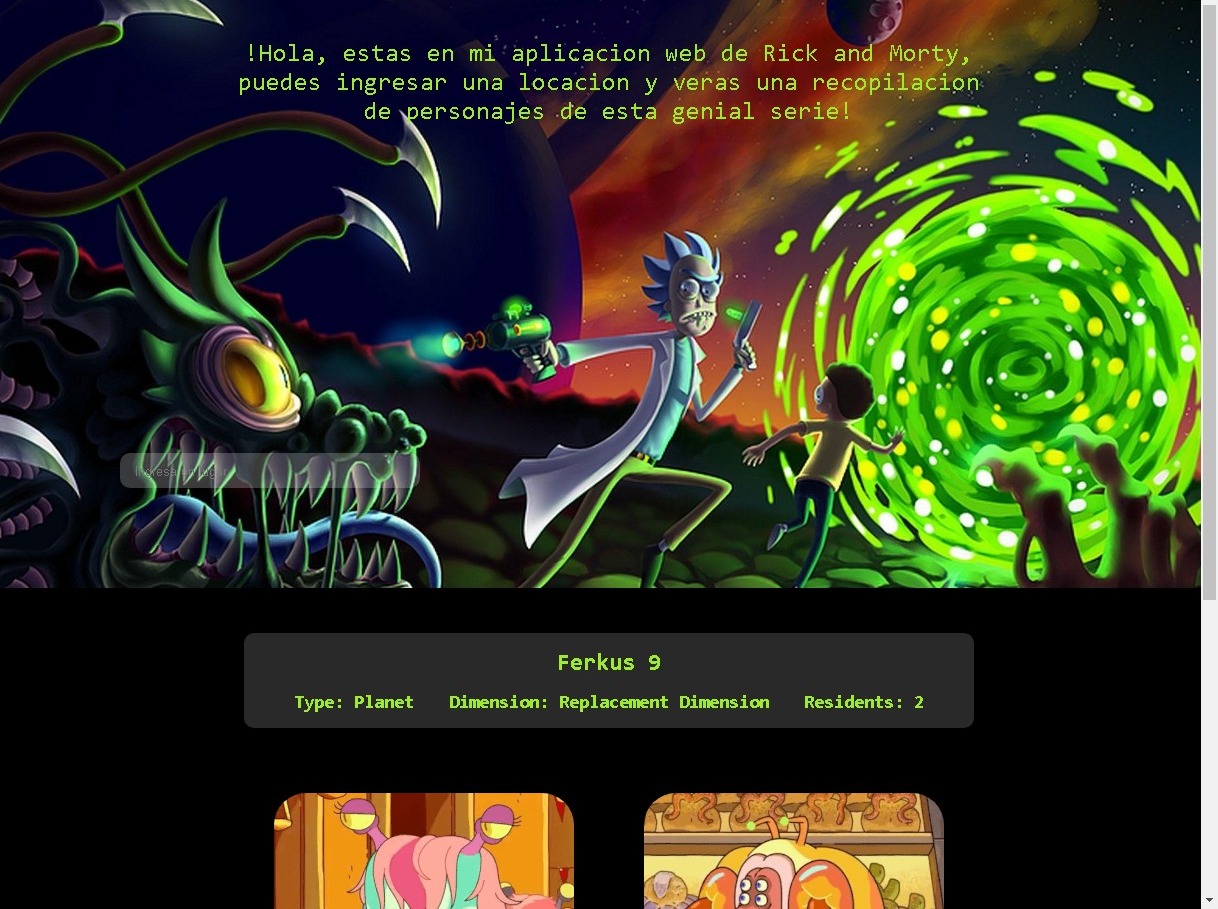 !Hola, estas en mi aplicacion web de Rick and Morty,
puedes ingresar una locacion y veras una recopilacion
de personajes de esta genial serie!
Ferkus 9
Type: Planet Dimension: Replacement Dimension Residents: 2